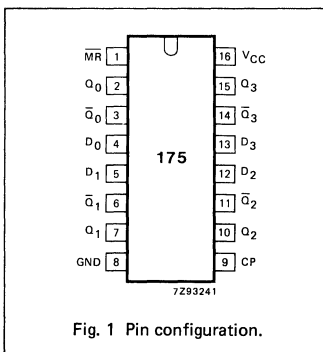 M̅R̅ 1 16 VCC
Q0 2 15 Q3
Q̅0 3 14 Q̅3
D0 4 13 D3
175
D1 5 12 D2
Q̅1 6 11 Q̅2
Q1 7 10 Q2
GND 8 9 CP
7Z93241
Fig. 1 Pin configuration.